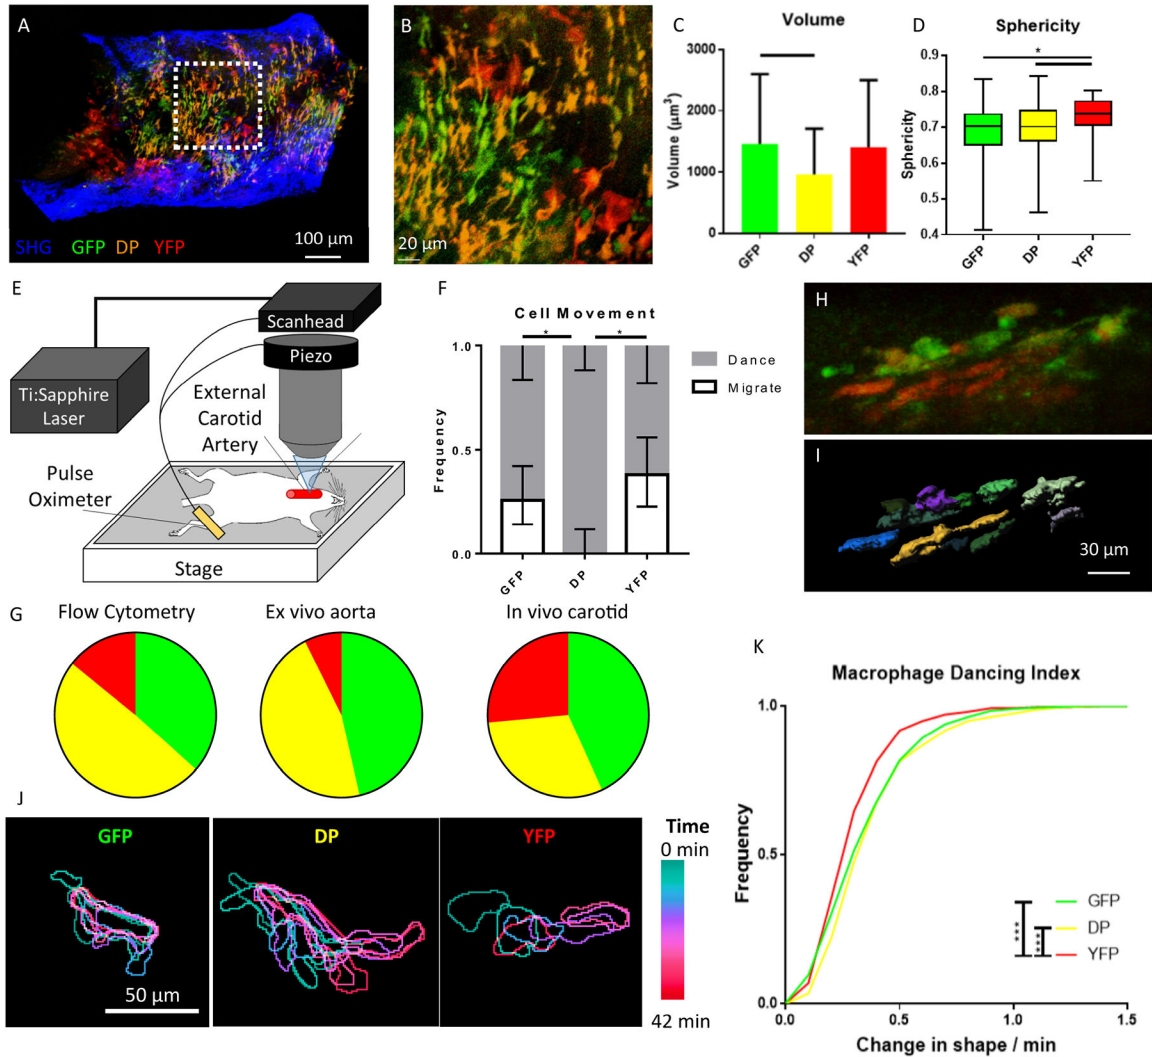 A
SHG GFP DP YFP
100 µm
B
20 µm
C
Volume
Volume (µm³)
3000
2000
1000
0
GFP
DP
YFP
D
Sphericity
*
Sphericity
0.9
0.8
0.7
0.6
0.5
0.4
GFP
DP
YFP
E
Scanhead
Piezo
Ti:Sapphire
Laser
External
Carotid
Artery
Pulse
Oximeter
Stage
F
Cell Movement
* *
Frequency
1.0
0.5
0.0
GFP
DP
YFP
Dance
Migrate
H
I
30 µm
G
Flow Cytometry
Ex vivo aorta
In vivo carotid
J
GFP
DP
YFP
50 µm
Time
0 min
42 min
K
Macrophage Dancing Index
Frequency
1.0
0.5
0.0
0.0 0.5 1.0 1.5
Change in shape / min
GFP
DP
YFP
***